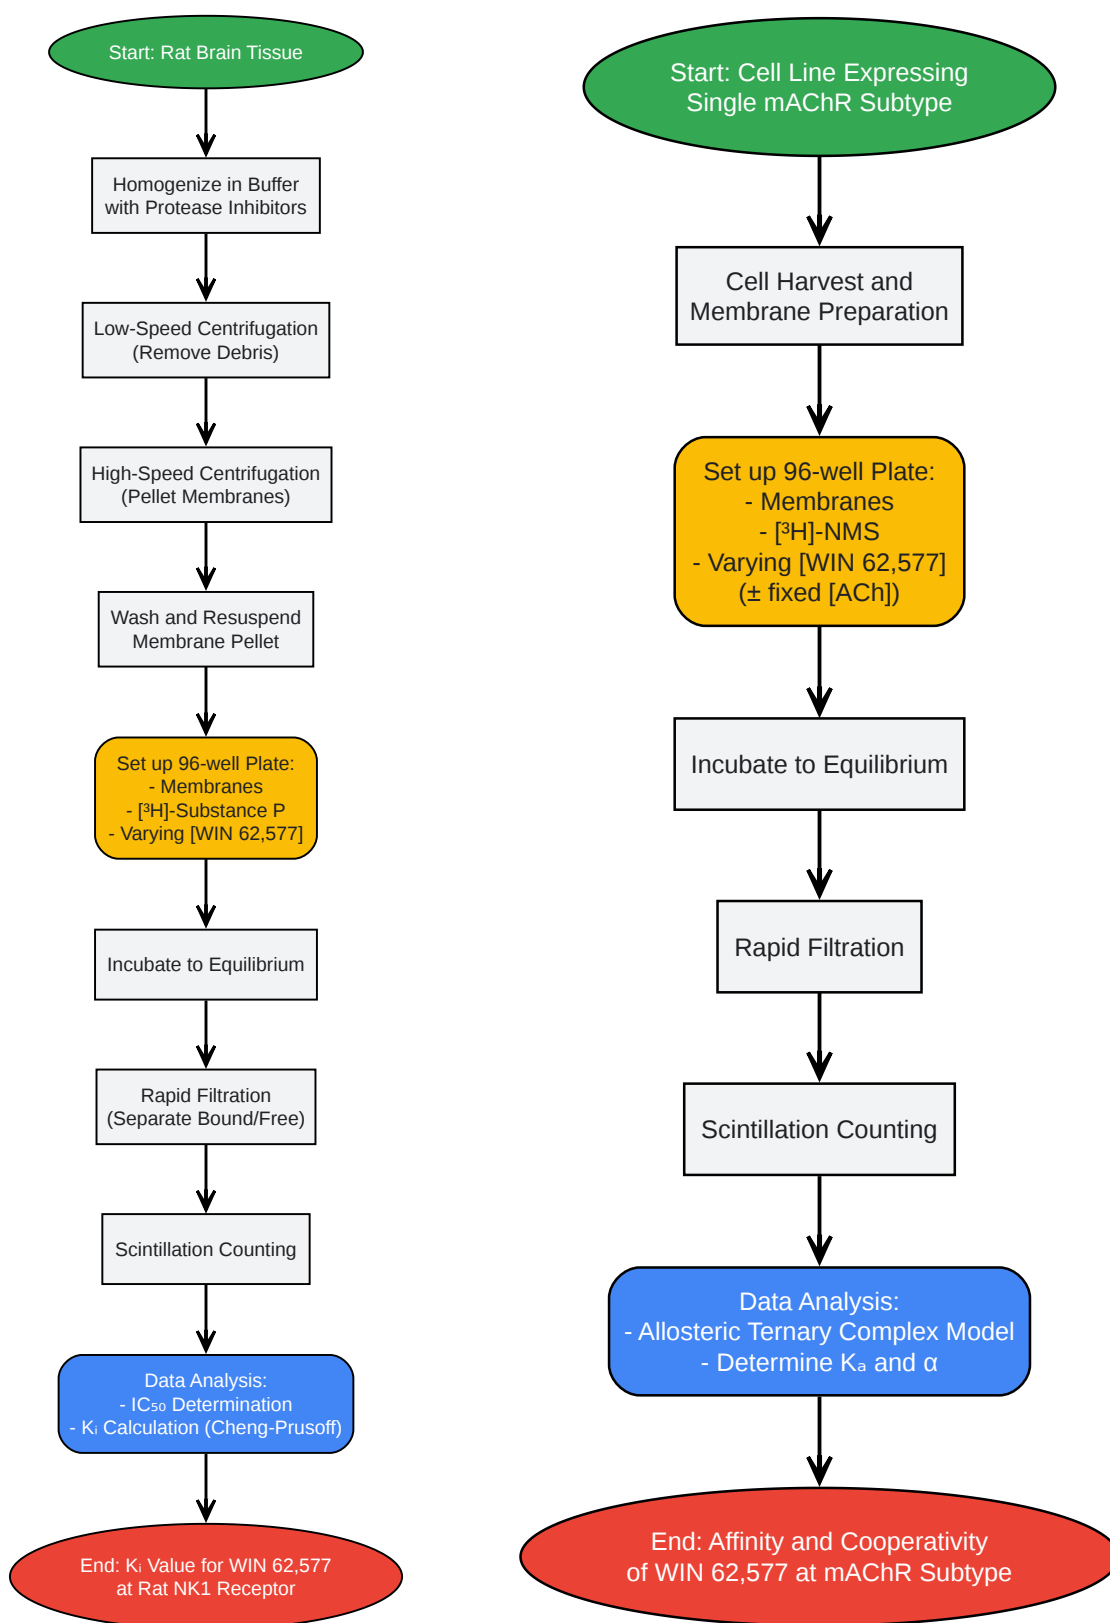 Start: Rat Brain Tissue
Homogenize in Buffer
with Protease Inhibitors
Low-Speed Centrifugation
(Remove Debris)
High-Speed Centrifugation
(Pellet Membranes)
Wash and Resuspend
Membrane Pellet
Set up 96-well Plate:
- Membranes
- [³H]-Substance P
- Varying [WIN 62,577]
Incubate to Equilibrium
Rapid Filtration
(Separate Bound/Free)
Scintillation Counting
Data Analysis:
- IC₅₀ Determination
- Kᵢ Calculation (Cheng-Prusoff)
End: Kᵢ Value for WIN 62,577
at Rat NK1 Receptor
Start: Cell Line Expressing
Single mAChR Subtype
Cell Harvest and
Membrane Preparation
Set up 96-well Plate:
- Membranes
- [³H]-NMS
- Varying [WIN 62,577]
(± fixed [ACh])
Incubate to Equilibrium
Rapid Filtration
Scintillation Counting
Data Analysis:
- Allosteric Ternary Complex Model
- Determine Kₐ and α
End: Affinity and Cooperativity
of WIN 62,577 at mAChR Subtype